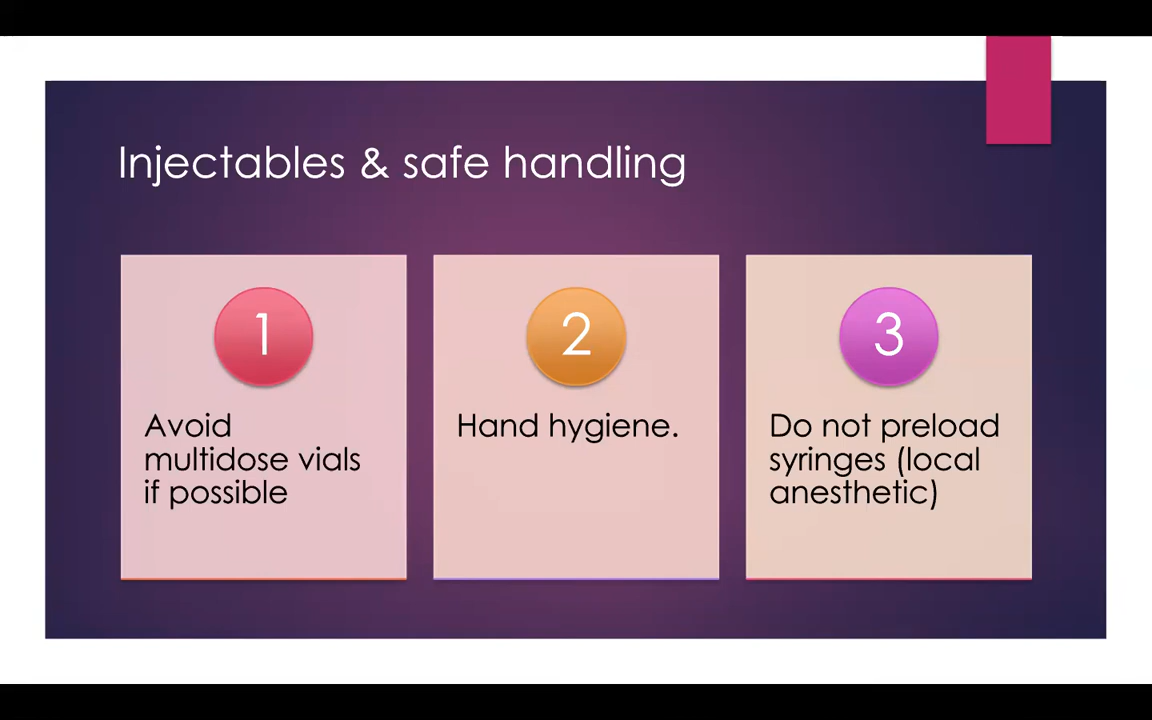 Injectables & safe handling
1
Avoid
multidose vials
if possible
2
Hand hygiene.
3
Do not preload
syringes (local
anesthetic)